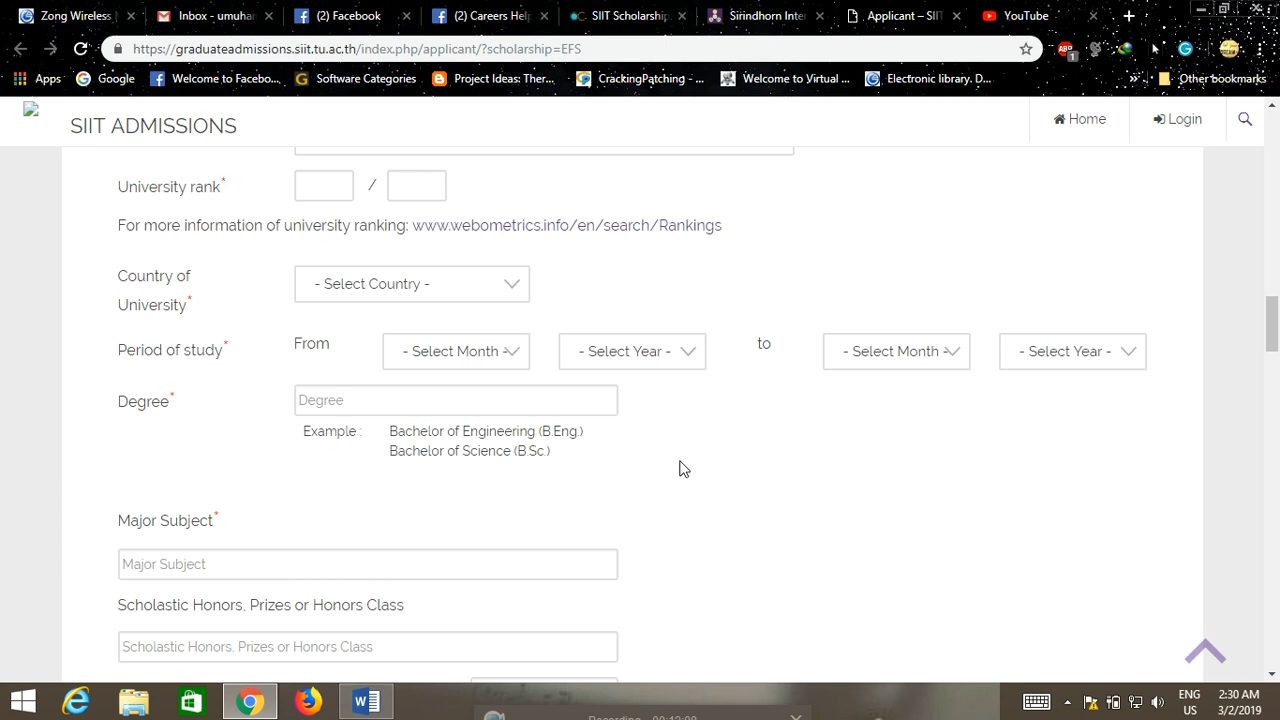 Zong Wireless
Inbox - umuhan
(2) Facebook
(2) Careers Help
SIIT Scholarship
Sirindhorn Inter
Applicant – SIIT
YouTube
https://graduateadmissions.siit.tu.ac.th/index.php/applicant/?scholarship=EFS
Apps
Google
Welcome to Facebo...
Software Categories
Project Ideas: Ther...
CrackingPatching - ...
Welcome to Virtual ...
Electronic library. D...
Other bookmarks
SIIT ADMISSIONS
Home
Login
University rank* /
For more information of university ranking: www.webometrics.info/en/search/Rankings
Country of
University*
- Select Country -
Period of study* From - Select Month - - Select Year - to - Select Month - - Select Year -
Degree* Degree
Example : Bachelor of Engineering (B.Eng.)
Bachelor of Science (B.Sc.)
Major Subject*
Major Subject
Scholastic Honors, Prizes or Honors Class
Scholastic Honors, Prizes or Honors Class
ENG 2:30 AM
US 3/2/2019